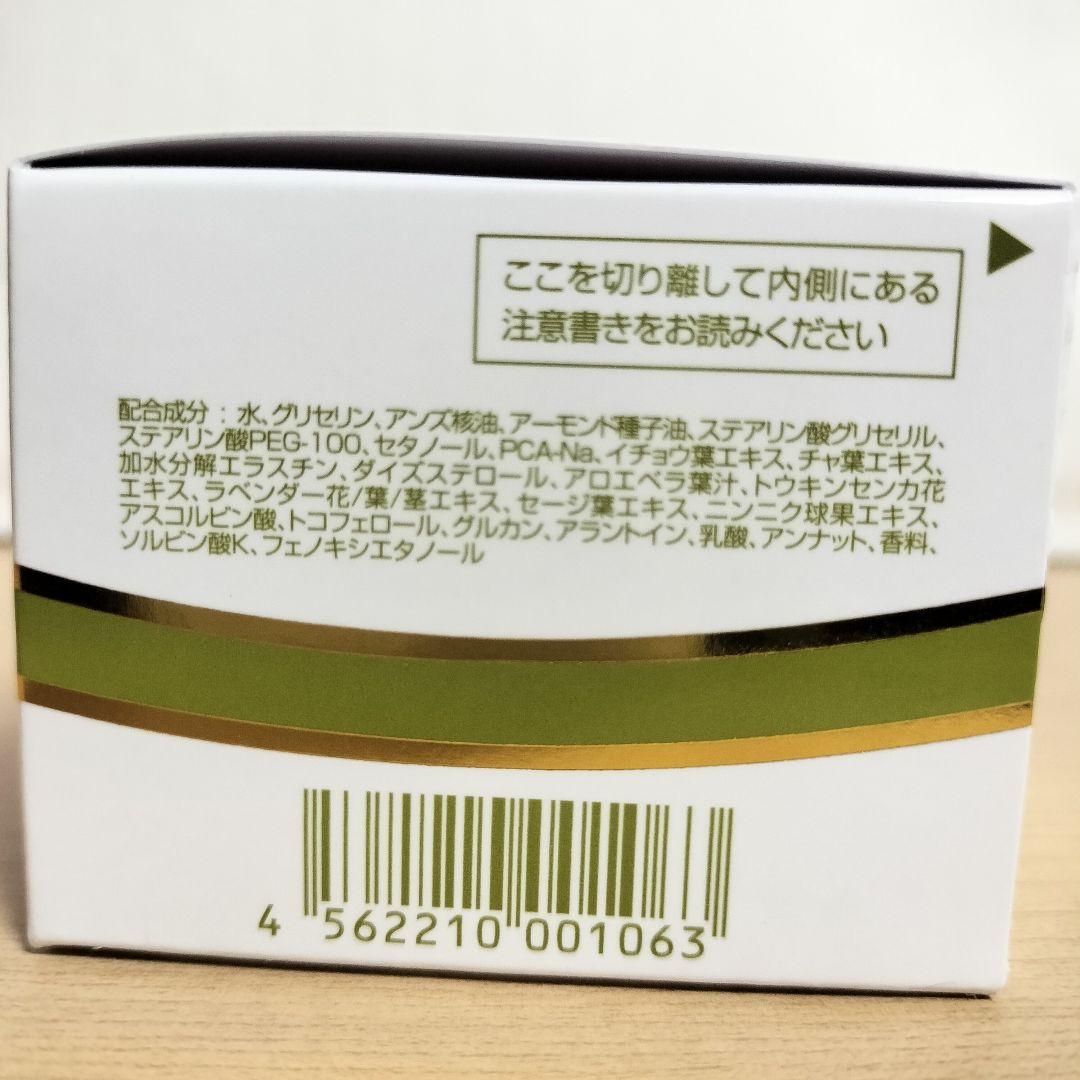 ここを切り離して内側にある
注意書きをお読みください
配合成分：水、グリセリン、アンズ核油、アーモンド種子油、ステアリン酸グリセリル、
ステアリン酸PEG-100、セタノール、PCA-Na、イチョウ葉エキス、チャ葉エキス、
加水分解エラスチン、ダイズステロール、アロエベラ葉汁、トウキンセンカ花
エキス、ラベンダー花/葉/茎エキス、セージ葉エキス、ニンニク球果エキス、
アスコルビン酸、トコフェロール、グルカン、アラントイン、乳酸、アンナット、香料、
ソルビン酸K、フェノキシエタノール
4 562210 001063